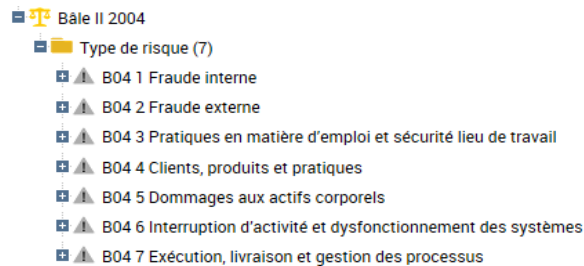 Bâle II 2004
Type de risque (7)
B04 1 Fraude interne
B04 2 Fraude externe
B04 3 Pratiques en matière d'emploi et sécurité lieu de travail
B04 4 Clients, produits et pratiques
B04 5 Dommages aux actifs corporels
B04 6 Interruption d'activité et dysfonctionnement des systèmes
B04 7 Exécution, livraison et gestion des processus